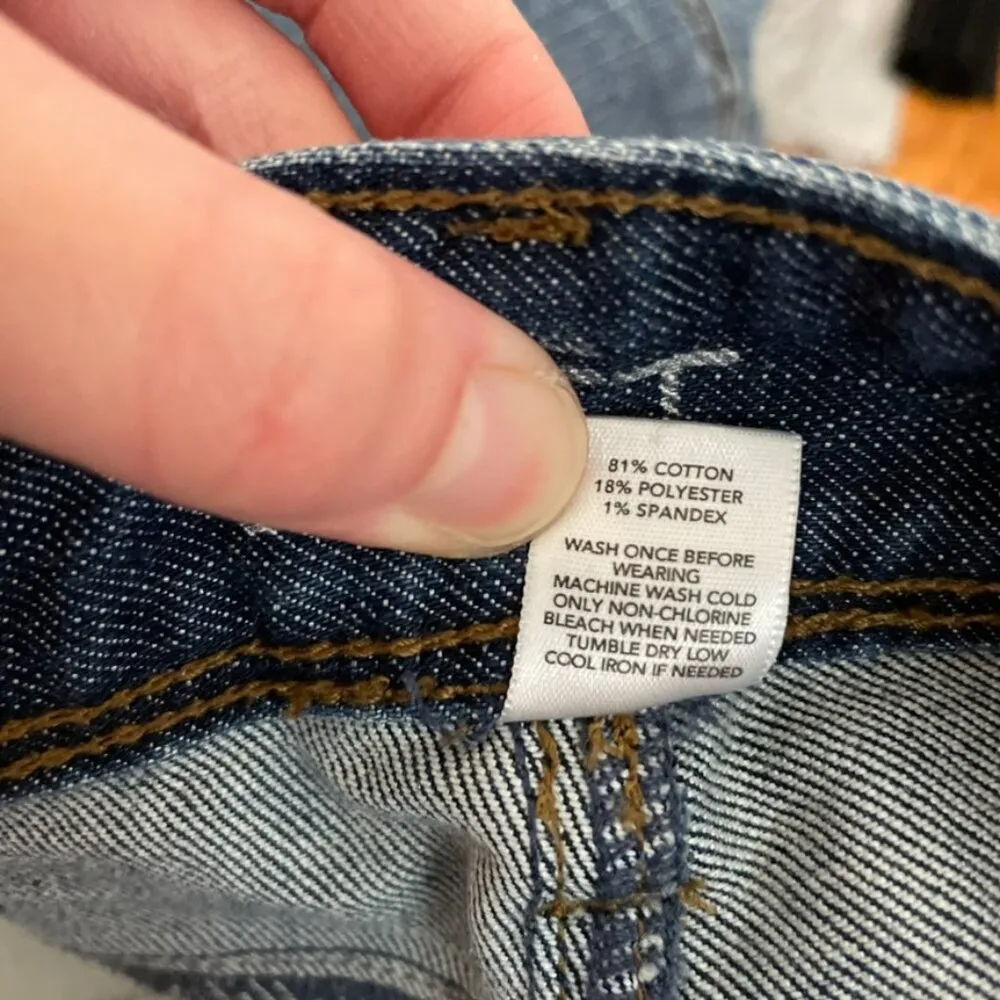 81% COTTON
18% POLYESTER
1% SPANDEX
WASH ONCE BEFORE
WEARING
MACHINE WASH COLD
ONLY NON-CHLORINE
BLEACH WHEN NEEDED
TUMBLE DRY LOW
COOL IRON IF NEEDED